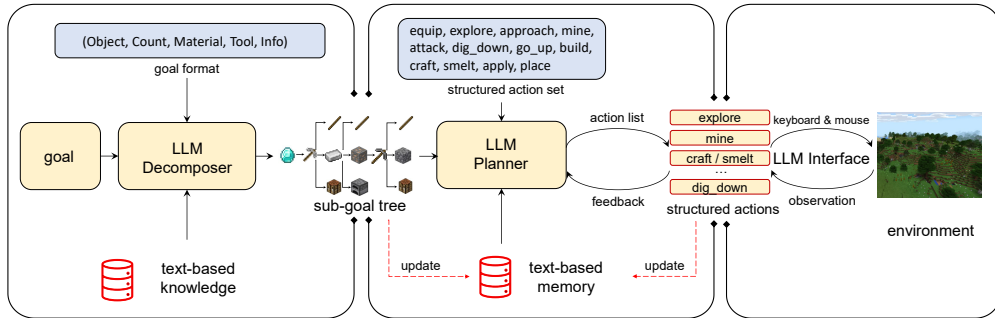 (Object, Count, Material, Tool, Info)
goal format
goal
LLM
Decomposer
text-based
knowledge
sub-goal tree
equip, explore, approach, mine,
attack, dig_down, go_up, build,
craft, smelt, apply, place
structured action set
LLM
Planner
action list
feedback
update
text-based
memory
update
explore
mine
craft / smelt
...
dig_down
structured actions
keyboard & mouse
LLM Interface
observation
environment